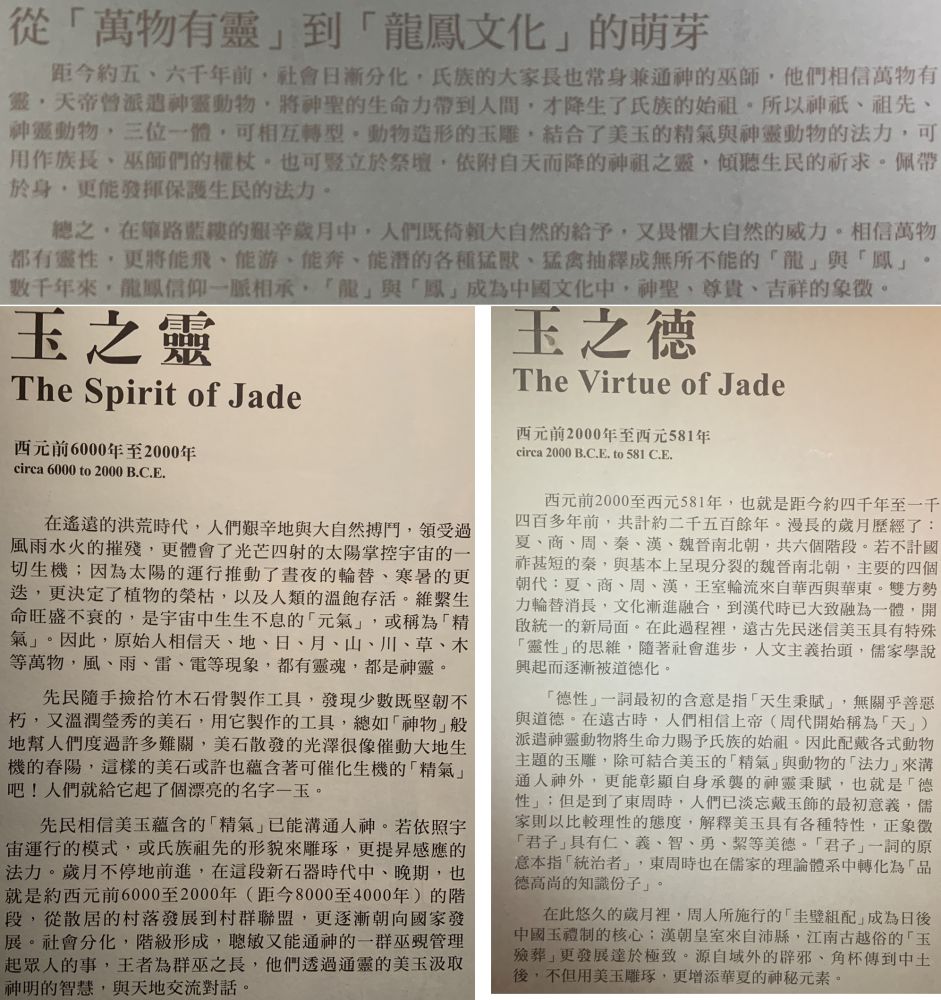 從「萬物有靈」到「龍鳳文化」的萌芽
距今約五、六千年前，社會日漸分化，氏族的大家長也常身兼通神的巫師，他們相信萬物有
靈，天帝曾派遣神靈動物，將神聖的生命力帶到人間，才降生了氏族的始祖。所以神祇、祖先、
神靈動物，三位一體，可相互轉型。動物造形的玉雕，結合了美玉的精氣與神靈動物的法力，可
用作族長、巫師們的權杖。也可豎立於祭壇，依附自天而降的神祖之靈，傾聽生民的祈求。佩帶
於身，更能發揮保護生民的法力。
總之，在篳路藍縷的艱辛歲月中，人們既倚賴大自然的給予，又畏懼大自然的威力。相信萬物
都有靈性，更將能飛、能游、能奔、能潛的各種猛獸、猛禽抽繹成無所不能的「龍」與「鳳」。
數千年來，龍鳳信仰一脈相承，「龍」與「鳳」成為中國文化中，神聖、尊貴、吉祥的象徵。
玉之靈
The Spirit of Jade
西元前6000年至2000年
circa 6000 to 2000 B.C.E.
在遙遠的洪荒時代，人們艱辛地與大自然搏鬥，領受過
風雨水火的摧殘，更體會了光芒四射的太陽掌控宇宙的一
切生機；因為太陽的運行推動了晝夜的輪替、寒暑的更
迭，更決定了植物的榮枯，以及人類的溫飽存活。維繫生
命旺盛不衰的，是宇宙中生生不息的「元氣」，或稱為「精
氣」。因此，原始人相信天、地、日、月、山、川、草、木
等萬物，風、雨、雷、電等現象，都有靈魂，都是神靈。
先民隨手撿拾竹木石骨製作工具，發現少數既堅韌不
朽，又溫潤瑩秀的美石，用它製作的工具，總如「神物」般
地幫人們度過許多難關，美石散發的光澤很像催動大地生
機的春陽，這樣的美石或許也蘊含著可催化生機的「精氣」
吧！人們就給它起了個漂亮的名字─玉。
先民相信美玉蘊含的「精氣」已能溝通人神。若依照宇
宙運行的模式，或氏族祖先的形貌來雕琢，更提昇感應的
法力。歲月不停地前進，在這段新石器時代中、晚期，也
就是約西元前6000至2000年（距今8000至4000年）的階
段，從散居的村落發展到村群聯盟，更逐漸朝向國家發
展。社會分化，階級形成，聰敏又能通神的一群巫覡管理
起眾人的事，王者為群巫之長，他們透過通靈的美玉汲取
神明的智慧，與天地交流對話。
玉之德
The Virtue of Jade
西元前2000年至西元581年
circa 2000 B.C.E. to 581 C.E.
西元前2000至西元581年，也就是距今約四千年至一千
四百多年前，共計約二千五百餘年。漫長的歲月歷經了：
夏、商、周、秦、漢、魏晉南北朝，共六個階段。若不計國
祚甚短的秦，與基本上呈現分裂的魏晉南北朝，主要的四個
朝代：夏、商、周、漢，王室輪流來自華西與華東。雙方勢
力輪替消長，文化漸進融合，到漢代時已大致融為一體，開
啟統一的新局面。在此過程裡，遠古先民迷信美玉具有特殊
「靈性」的思維，隨著社會進步，人文主義抬頭，儒家學說
興起而逐漸被道德化。
「德性」一詞最初的含意是指「天生秉賦」，無關乎善惡
與道德。在遠古時，人們相信上帝（周代開始稱為「天」）
派遣神靈動物將生命力賜予氏族的始祖。因此配戴各式動物
主題的玉雕，除可結合美玉的「精氣」與動物的「法力」來溝
通人神外，更能彰顯自身承襲的神靈秉賦，也就是「德
性」；但是到了東周時，人們已淡忘戴玉飾的最初意義，儒
家則以比較理性的態度，解釋美玉具有各種特性，正象徵
「君子」具有仁、義、智、勇、絜等美德。「君子」一詞的原
意本指「統治者」，東周時也在儒家的理論體系中轉化為「品
德高尚的知識份子」。
在此悠久的歲月裡，周人所施行的「圭璧組配」成為日後
中國玉禮制的核心；漢朝皇室來自沛縣，江南古越俗的「玉
殮葬」更發展達於極致。源自域外的辟邪、角杯傳到中土
後，不但用美玉雕琢，更增添華夏的神秘元素。